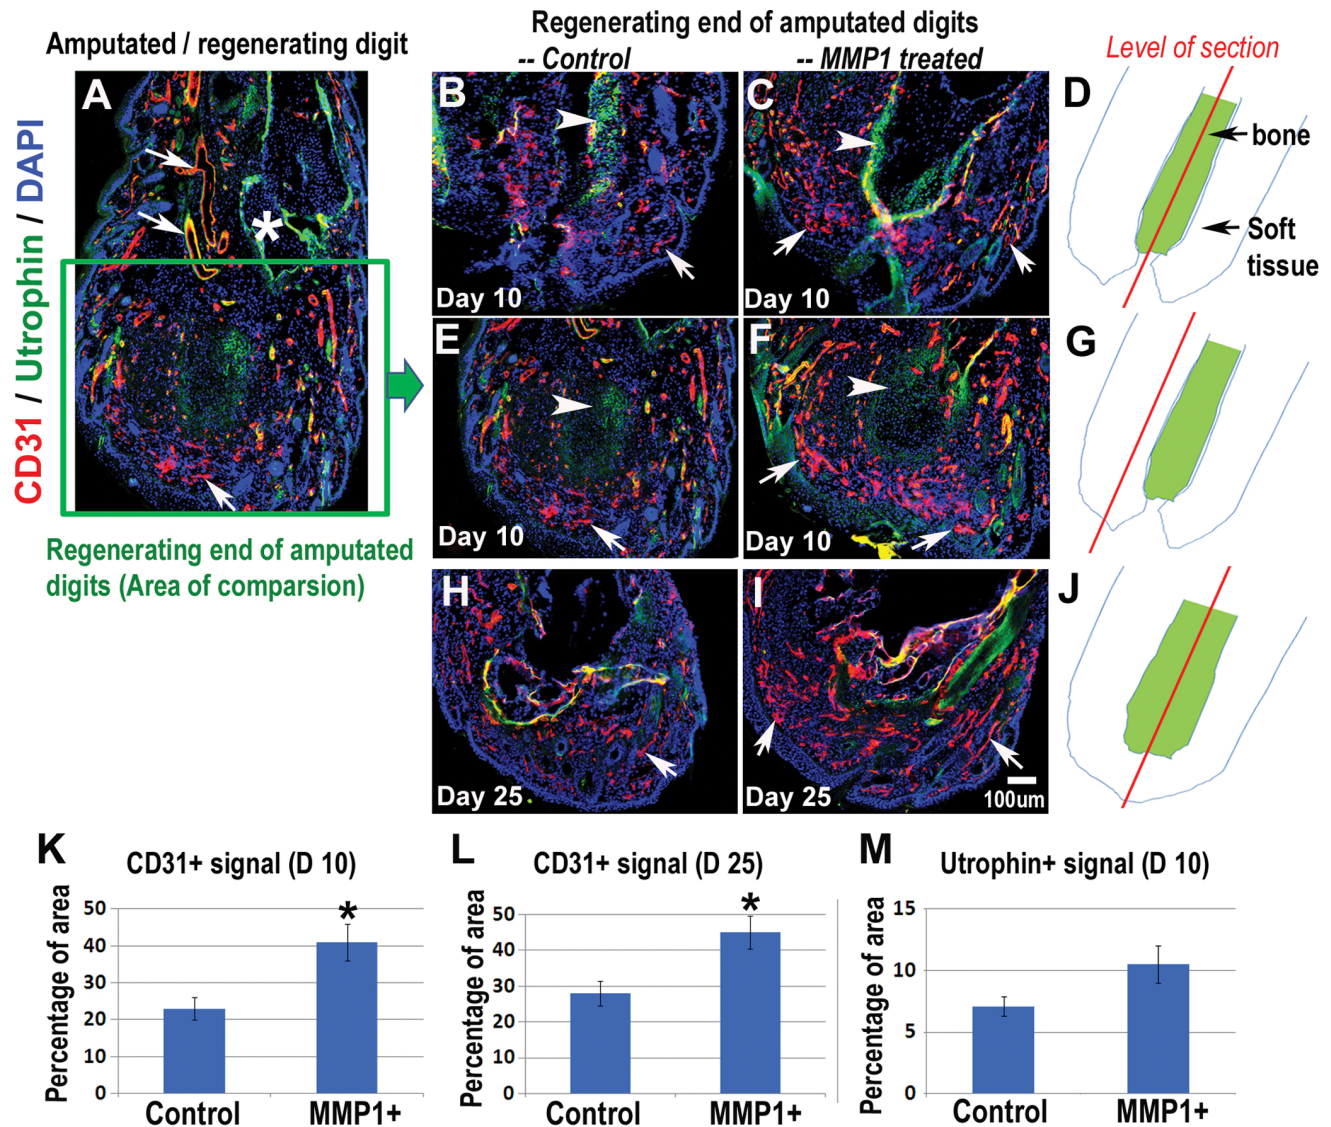 Amputated / regenerating digit
Regenerating end of amputated digits
-- Control
-- MMP1 treated
Level of section
CD31 / Utrophin / DAPI
A
*
B
Day 10
C
Day 10
D
bone
Soft
tissue
E
Day 10
F
Day 10
G
Regenerating end of amputated
digits (Area of comparsion)
H
Day 25
I
Day 25
100um
J
K
CD31+ signal (D 10)
Percentage of area
50
40
30
20
10
0
*
Control
MMP1+
L
CD31+ signal (D 25)
Percentage of area
50
40
30
20
10
0
*
Control
MMP1+
M
Utrophin+ signal (D 10)
Percentage of area
15
10
5
0
Control
MMP1+